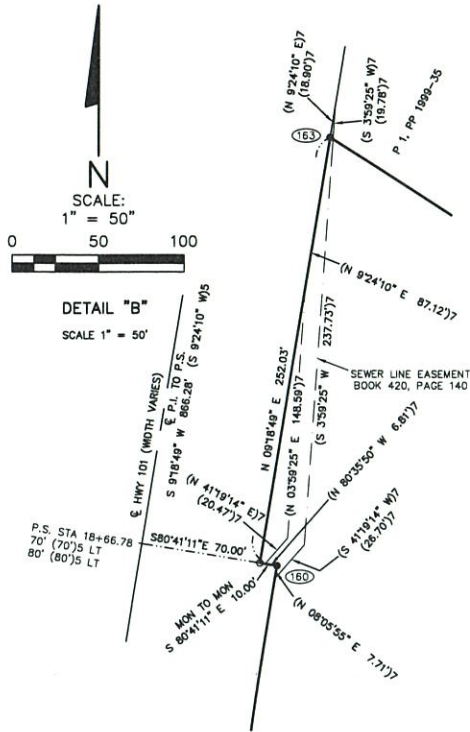 (N 9°24'10" E)7
(18.90')7
(S 3°59'25" W)7
(19.78')7
P 1, PP 1999-35
163
N
SCALE:
1" = 50"
0 50 100
DETAIL "B"
SCALE 1" = 50'
(N 9°24'10" E 87.12')7
SEWER LINE EASEMENT
BOOK 420, PAGE 140
(S 3°59'25" W 237.73')7
N 09°18'49" E 252.03'
(N 03°59'25" E 148.59')7
(N 80°35'50" W 6.81')7
℄ HWY 101 (WIDTH VARIES)
℄ P.I. TO P.S.
S 9°18'49" W 866.28' (S 9°24'10" W)5
(N 41°19'14" E)7
(20.47')7
(S 41°19'14" W)7
(26.70')7
P.S. STA 18+66.78
70' (70')5 LT
80' (80')5 LT
S80°41'11"E 70.00'
160
MON TO MON
S 80°41'11" E 10.00'
(N 08°05'55" E 7.71')7